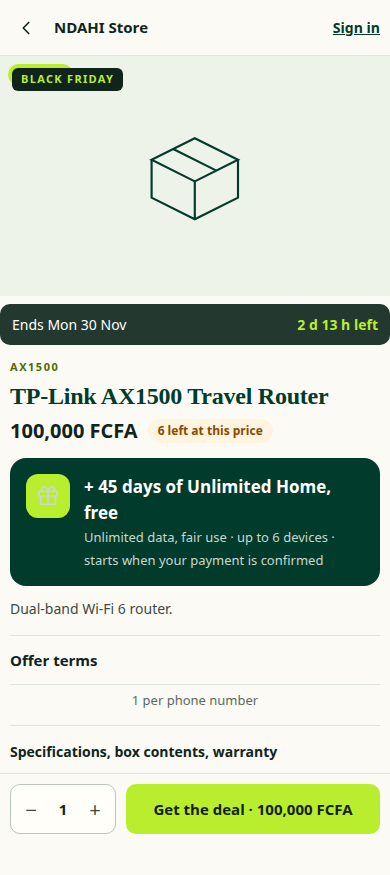 NDAHI Store
Sign in
BLACK FRIDAY
Ends Mon 30 Nov
2 d 13 h left
AX1500
TP-Link AX1500 Travel Router
100,000 FCFA
6 left at this price
+ 45 days of Unlimited Home,
free
Unlimited data, fair use · up to 6 devices ·
starts when your payment is confirmed
Dual-band Wi-Fi 6 router.
Offer terms
1 per phone number
Specifications, box contents, warranty
− 1 +
Get the deal · 100,000 FCFA